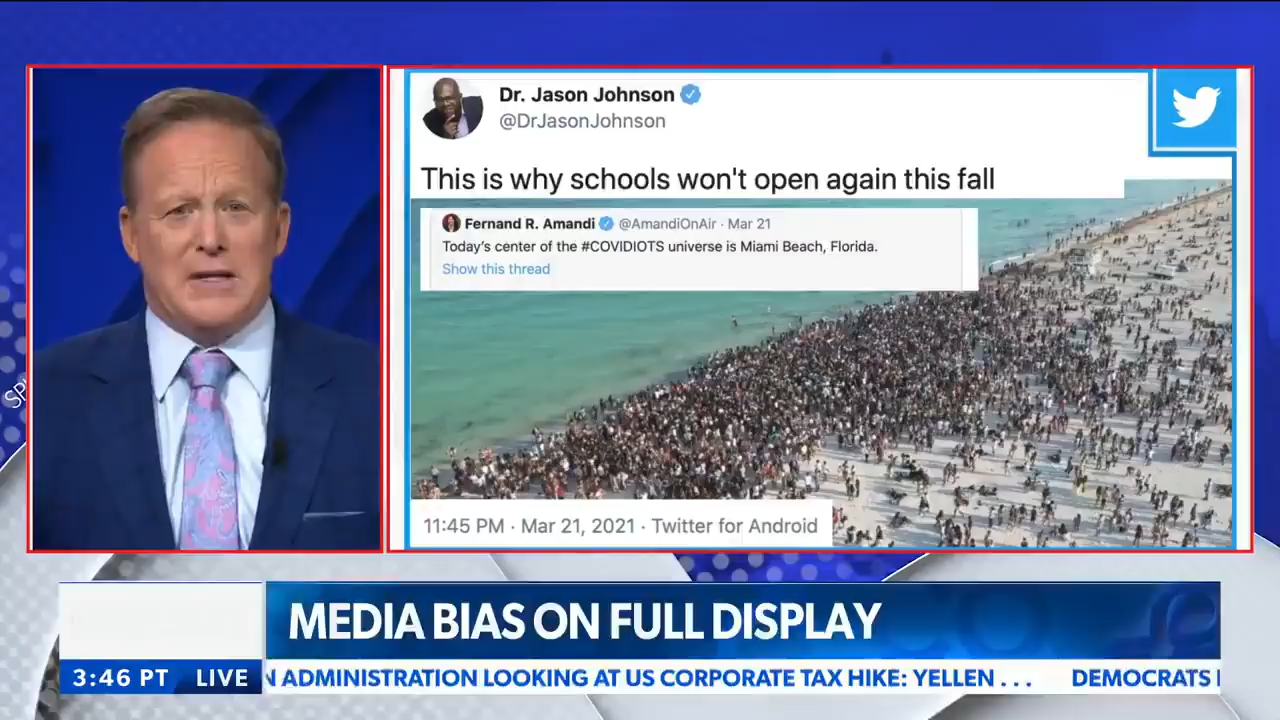 Dr. Jason Johnson
@DrJasonJohnson
This is why schools won't open again this fall
Fernand R. Amandi @AmandiOnAir · Mar 21
Today's center of the #COVIDIOTS universe is Miami Beach, Florida.
Show this thread
11:45 PM · Mar 21, 2021 · Twitter for Android
SP
MEDIA BIAS ON FULL DISPLAY
3:46 PT LIVE
N ADMINISTRATION LOOKING AT US CORPORATE TAX HIKE: YELLEN . . . DEMOCRATS